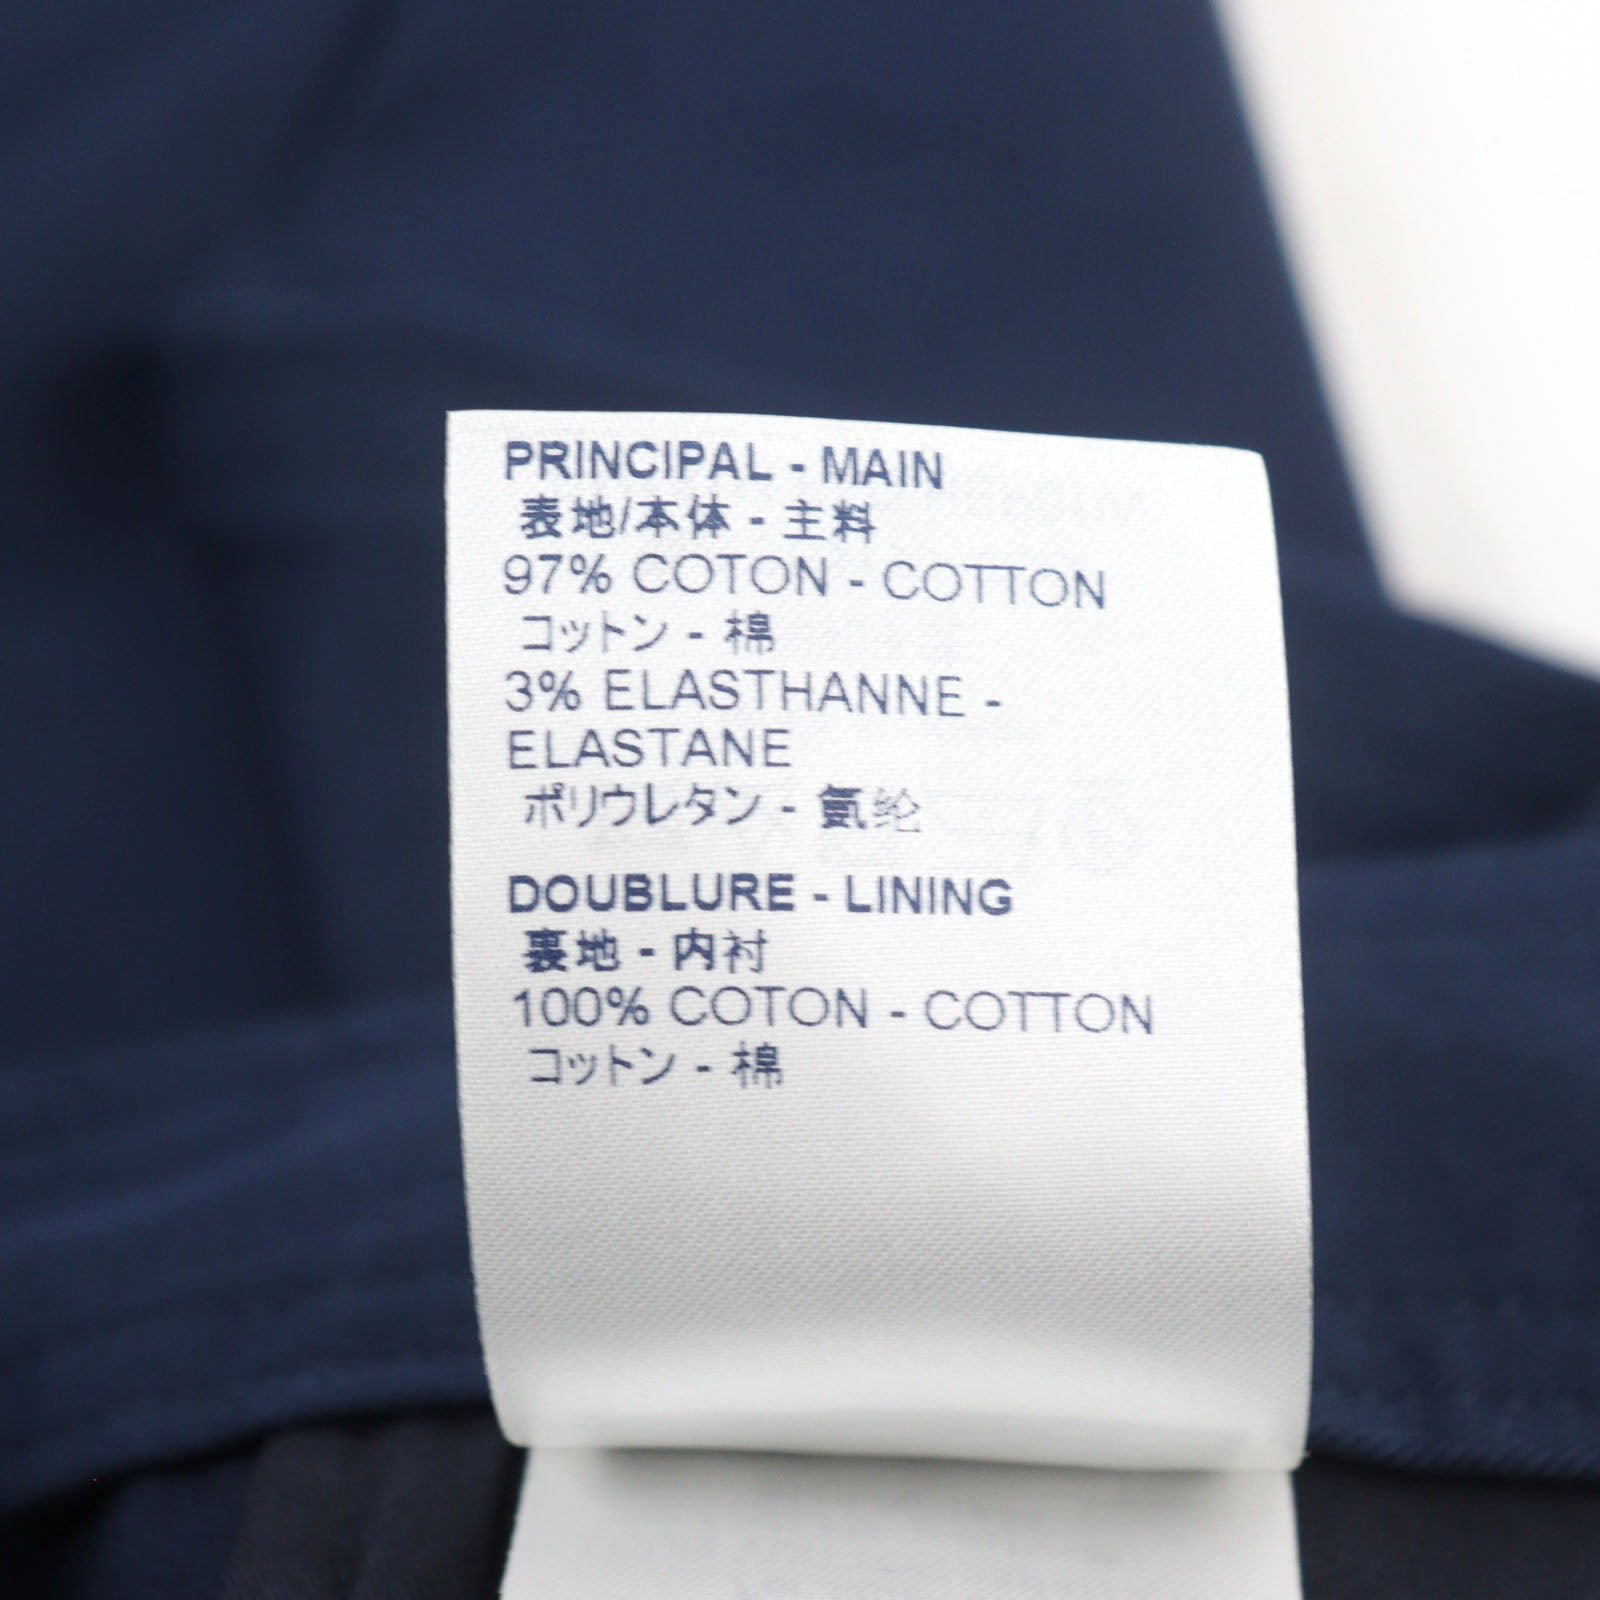 PRINCIPAL - MAIN
表地/本体 - 主料
97% COTON - COTTON
コットン - 棉
3% ELASTHANNE -
ELASTANE
ポリウレタン - 氨纶
DOUBLURE - LINING
裏地 - 内衬
100% COTON - COTTON
コットン - 棉